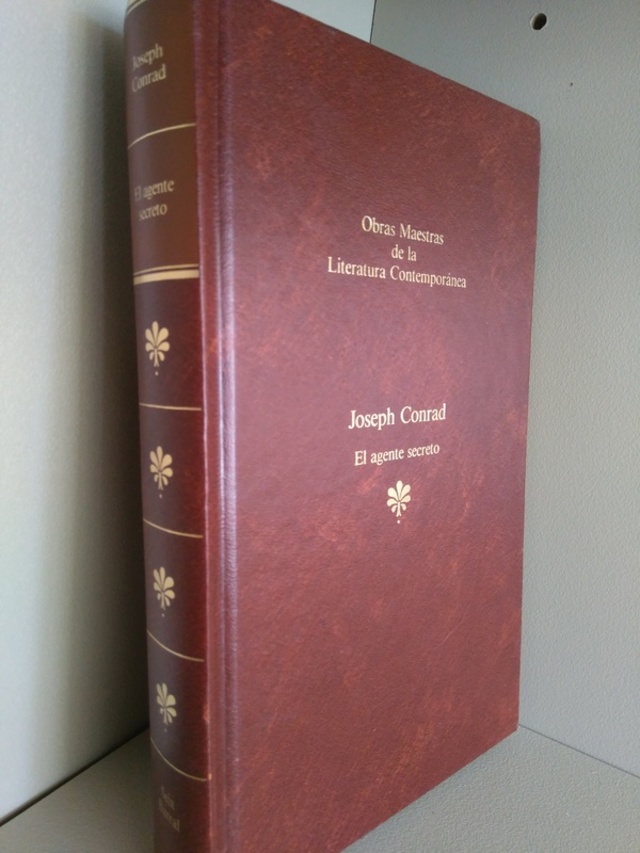 Joseph
Conrad
El agente
secreto
Obras Maestras
de la
Literatura Contemporánea
Joseph Conrad
El agente secreto